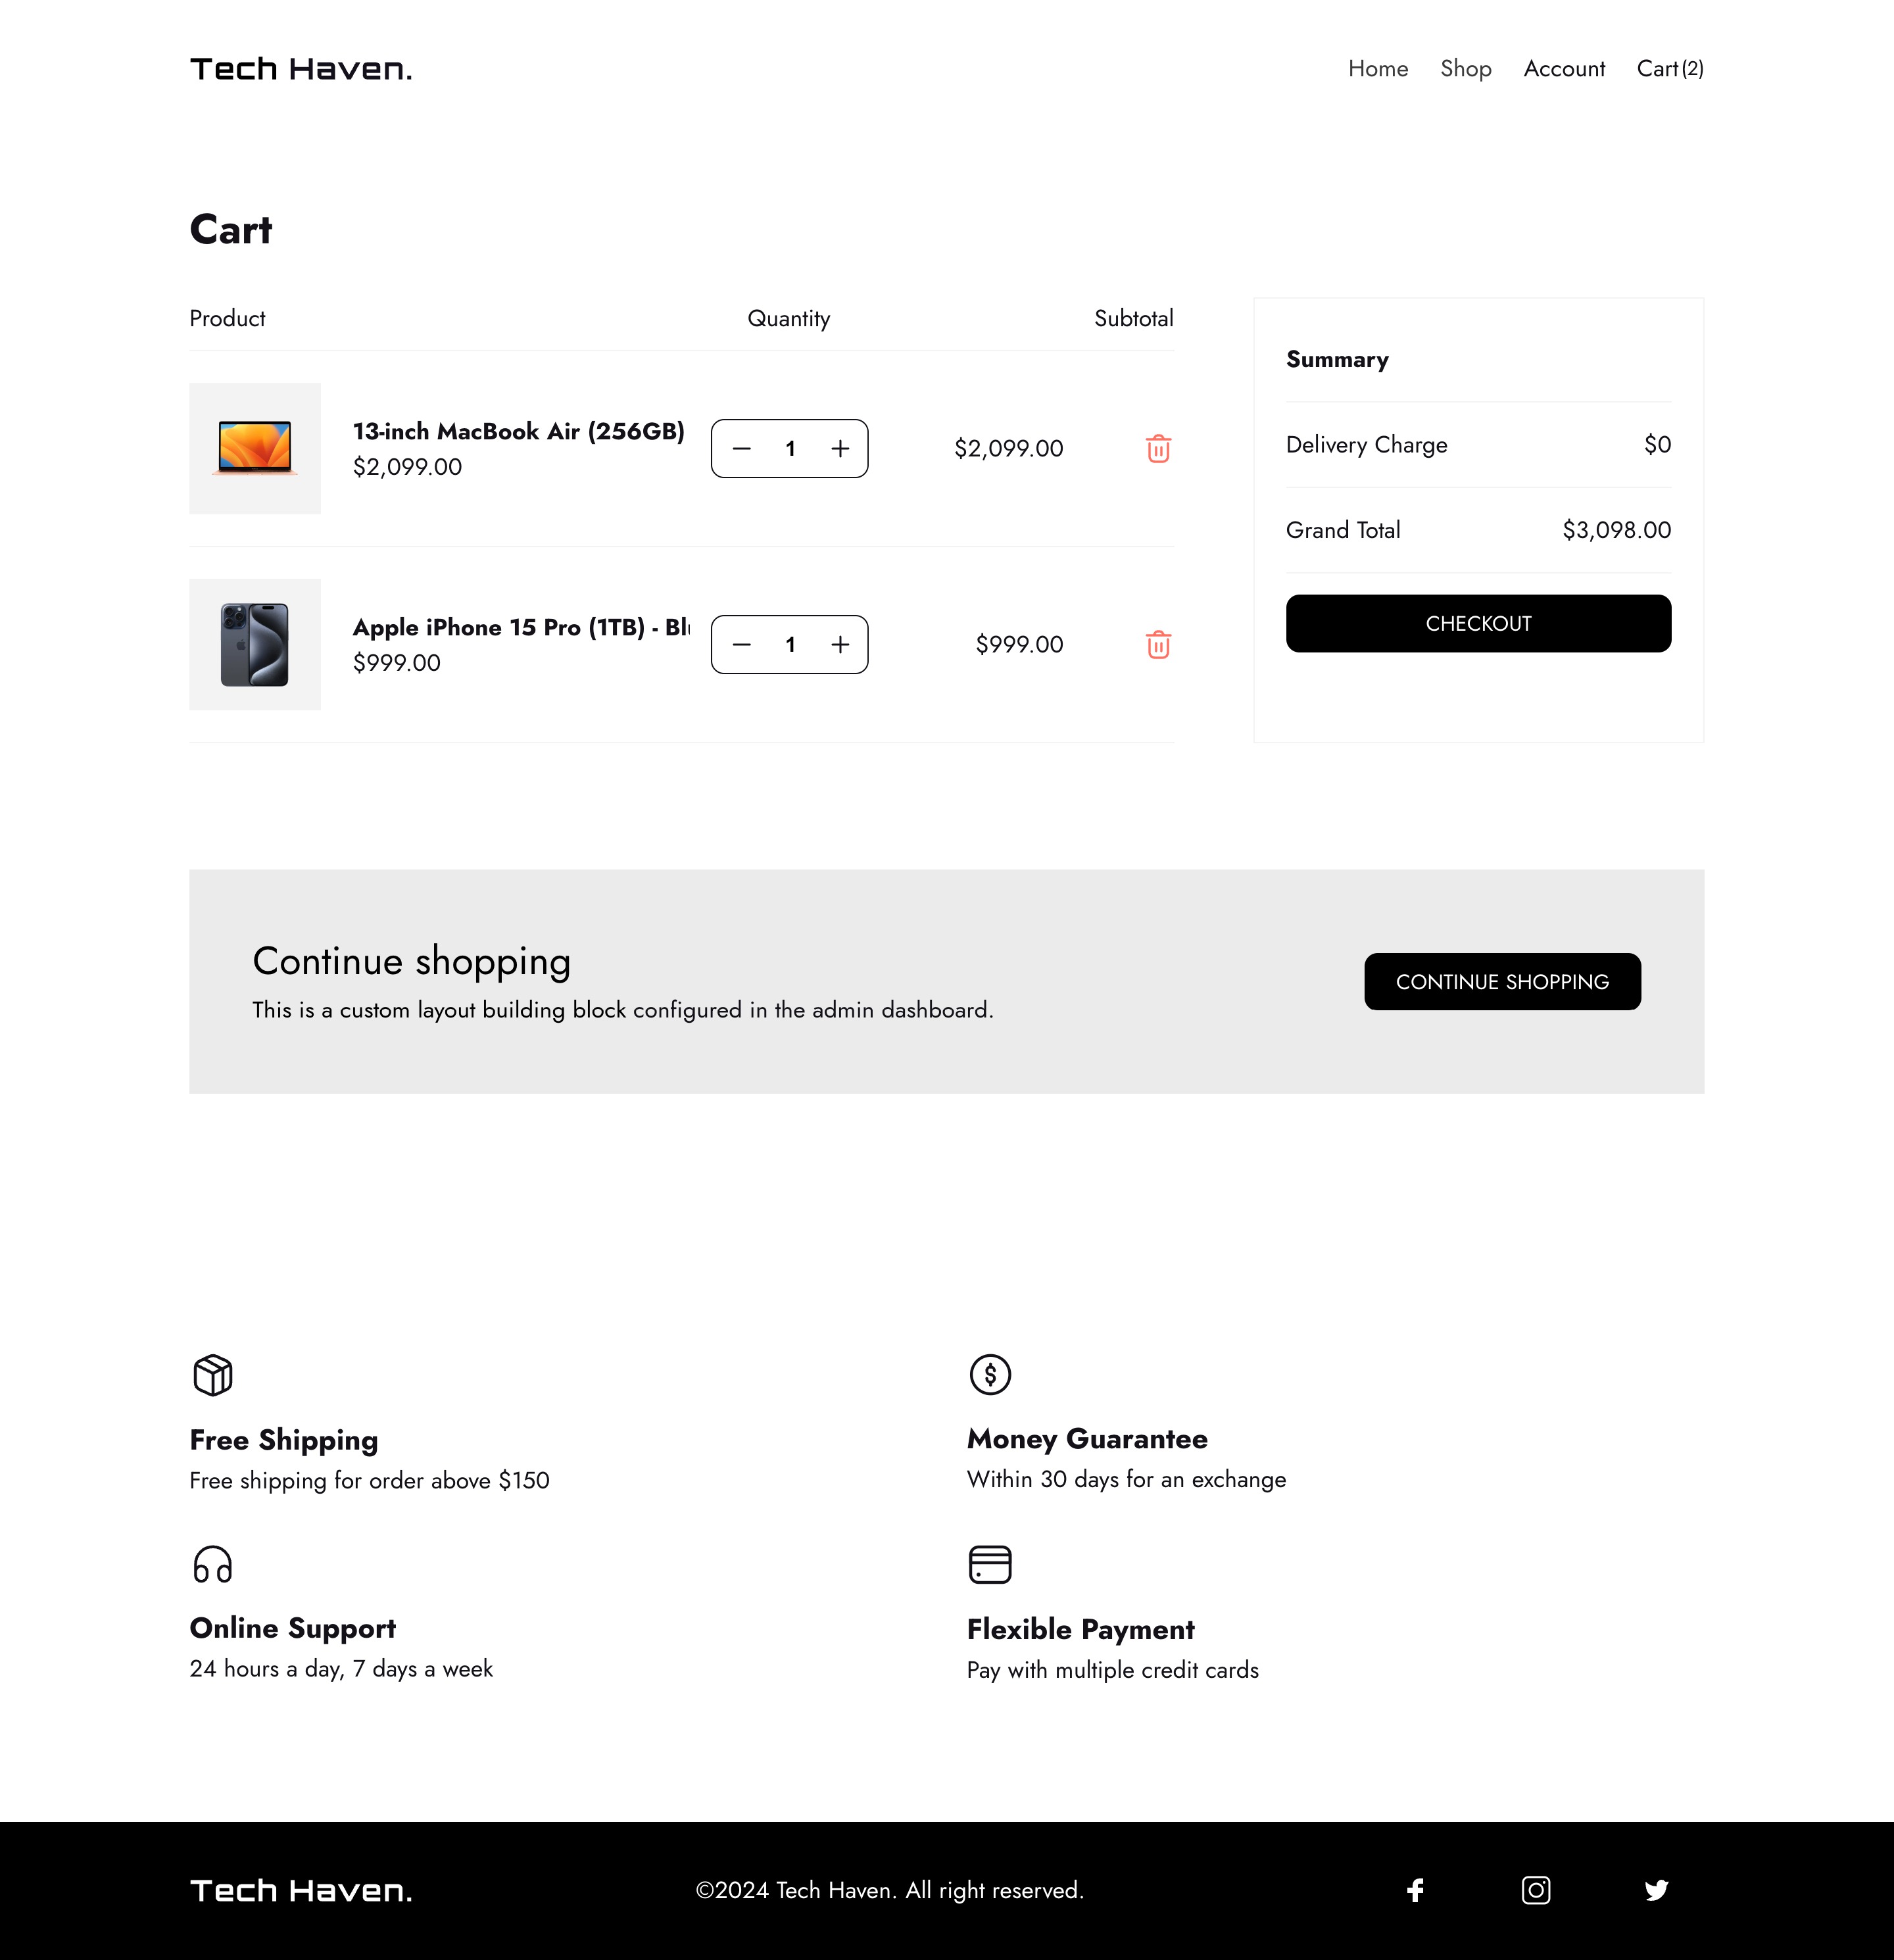 Tech Haven.
Home Shop Account Cart(2)
Cart
Product Quantity Subtotal
13-inch MacBook Air (256GB)
$2,099.00
1
$2,099.00
Apple iPhone 15 Pro (1TB) - Blu
$999.00
1
$999.00
Summary
Delivery Charge $0
Grand Total $3,098.00
CHECKOUT
Continue shopping
This is a custom layout building block configured in the admin dashboard.
CONTINUE SHOPPING
Free Shipping
Free shipping for order above $150
Money Guarantee
Within 30 days for an exchange
Online Support
24 hours a day, 7 days a week
Flexible Payment
Pay with multiple credit cards
Tech Haven.
©2024 Tech Haven. All right reserved.